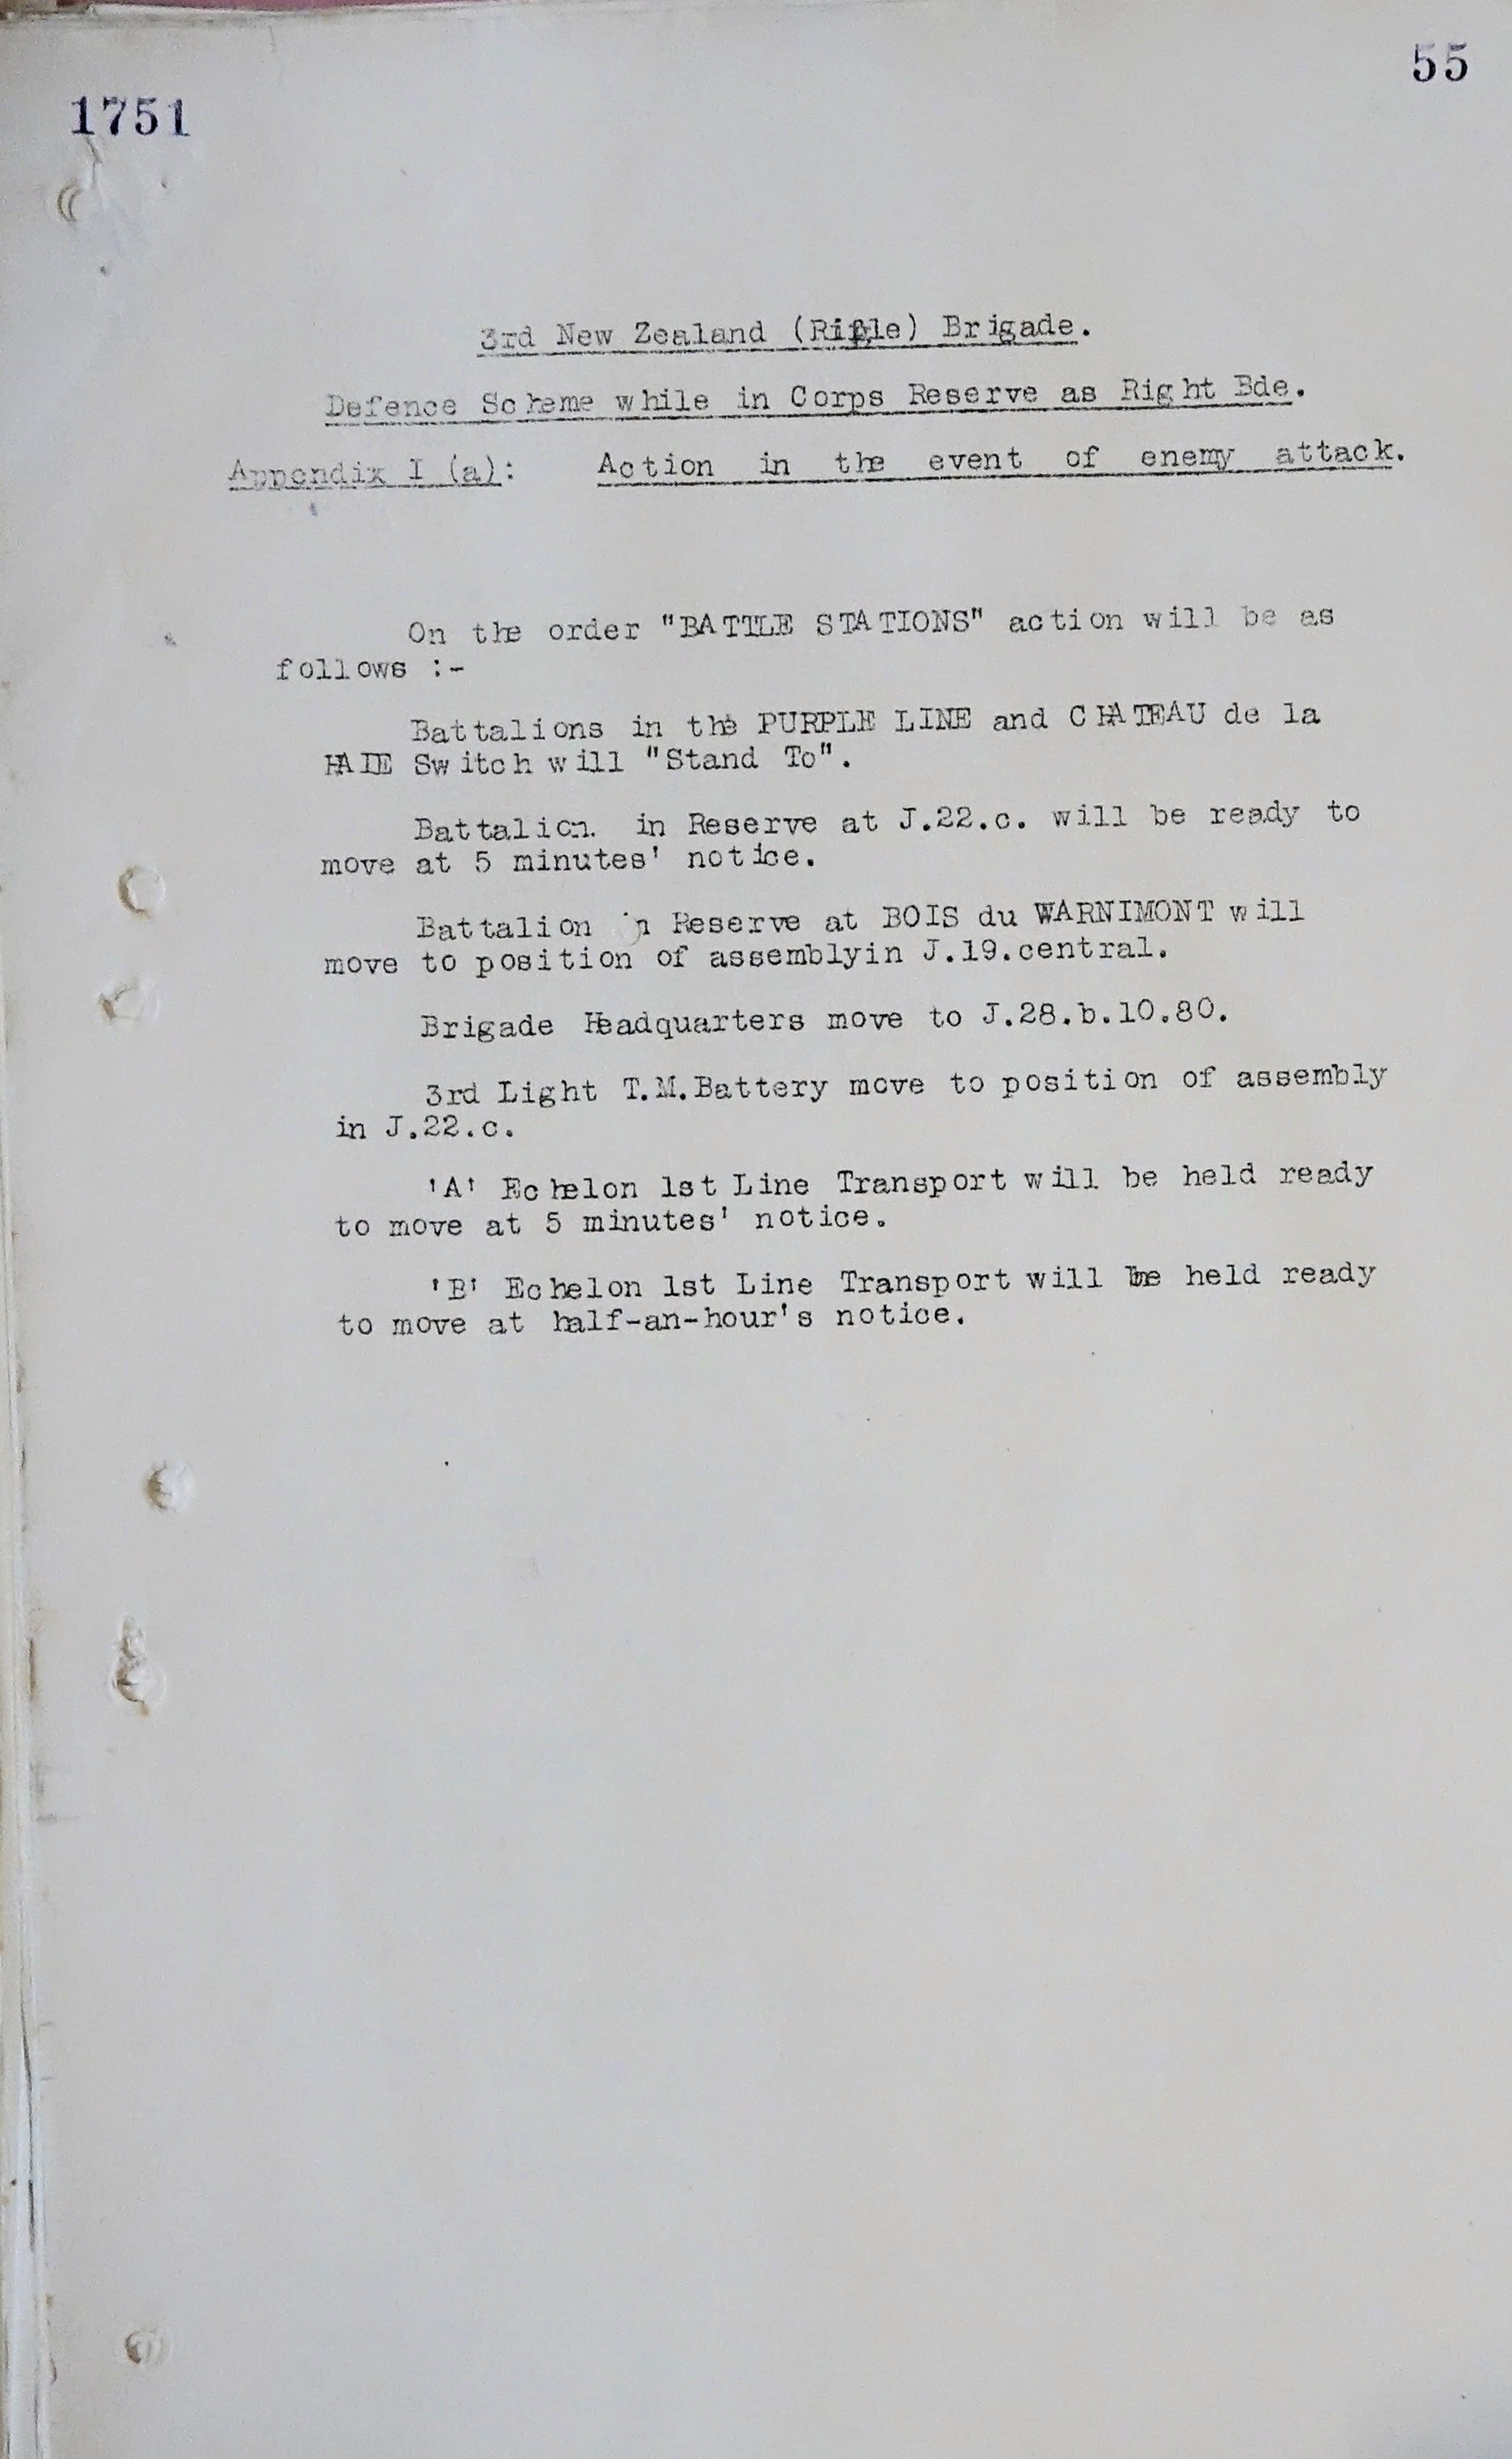 55
1751
3rd New Zealand (Rifle) Brigade.
Defence Scheme while in Corps Reserve as Right Bde.
Appendix I (a): Action in the event of enemy attack.
On the order "BATTLE STATIONS" action will be as
follows :-
Battalions in the PURPLE LINE and CHATEAU de la
HAIE Switch will "Stand To".
Battalion in Reserve at J.22.c. will be ready to
move at 5 minutes' notice.
Battalion in Reserve at BOIS du WARNIMONT will
move to position of assemblyin J.19.central.
Brigade Headquarters move to J.28.b.10.80.
3rd Light T.M.Battery move to position of assembly
in J.22.c.
'A' Echelon 1st Line Transport will be held ready
to move at 5 minutes' notice.
'B' Echelon 1st Line Transport will be held ready
to move at half-an-hour's notice.